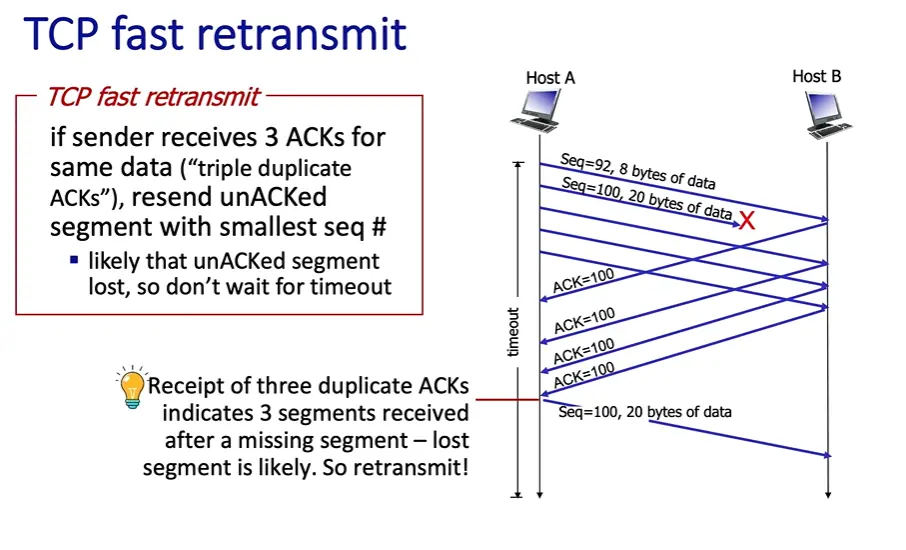 TCP fast retransmit
TCP fast retransmit
if sender receives 3 ACKs for
same data (“triple duplicate
ACKs”), resend unACKed
segment with smallest seq #
likely that unACKed segment
lost, so don’t wait for timeout
Receipt of three duplicate ACKs
indicates 3 segments received
after a missing segment – lost
segment is likely. So retransmit!
Host A
Host B
Seq=92, 8 bytes of data
Seq=100, 20 bytes of data
X
ACK=100
ACK=100
ACK=100
ACK=100
timeout
Seq=100, 20 bytes of data